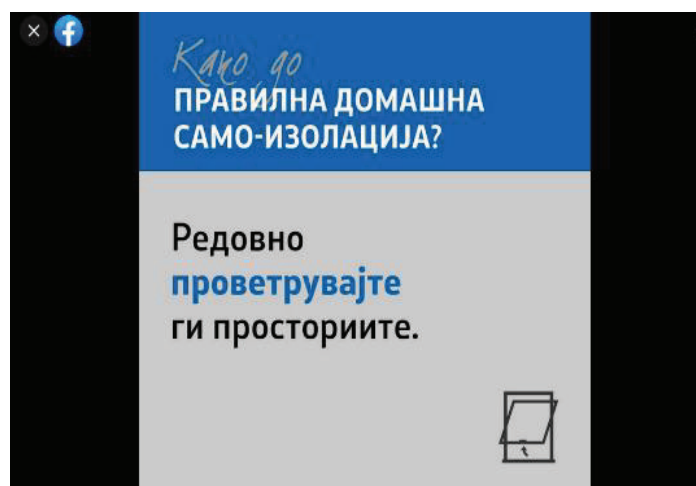 Како до
ПРАВИЛНА ДОМАШНА
САМО-ИЗОЛАЦИЈА?
Редовно
проветрувајте
ги просториите.